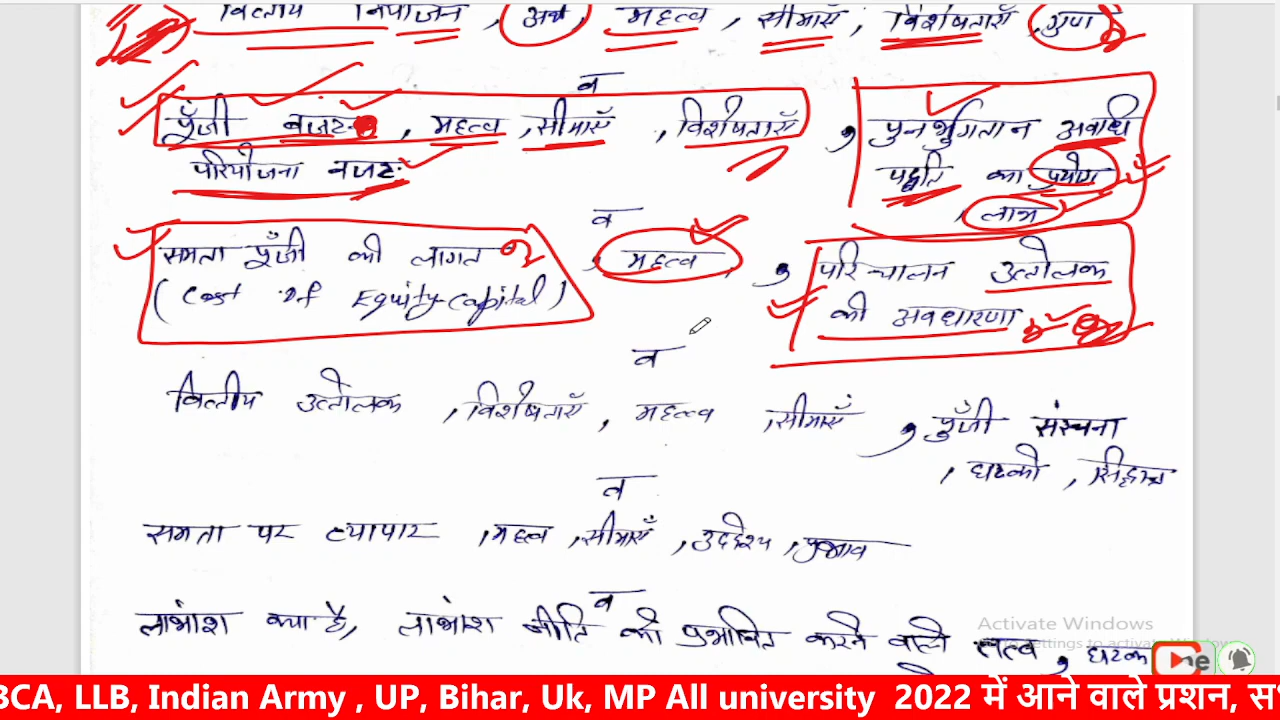 वित्तीय नियोजन, अर्थ, महत्व, सीमाएँ, विशेषताएँ, गुण
व
पूँजी बजट, महत्व, सीमाएँ, विशेषताएँ, पुनर्भुगतान अवधि
परियोजना बजट पद्धति का प्रयोग
, लाभ
व
समता पूँजी की लागत, महत्व, परिचालन उत्तोलक
(Cost of Equity Capital) की अवधारणा
व
वित्तीय उत्तोलक, विशेषताएँ, महत्व, सीमाएँ, पूँजी संरचना
, घटको, सिद्धान्त
व
समता पर व्यापार, महत्व, सीमाएँ, उद्देश्य, प्रभाव
व
लाभांश क्या है, लाभांश नीति को प्रभावित करने वाले तत्व, घटक
Activate Windows
BCA, LLB, Indian Army , UP, Bihar, Uk, MP All university 2022 में आने वाले प्रशन,